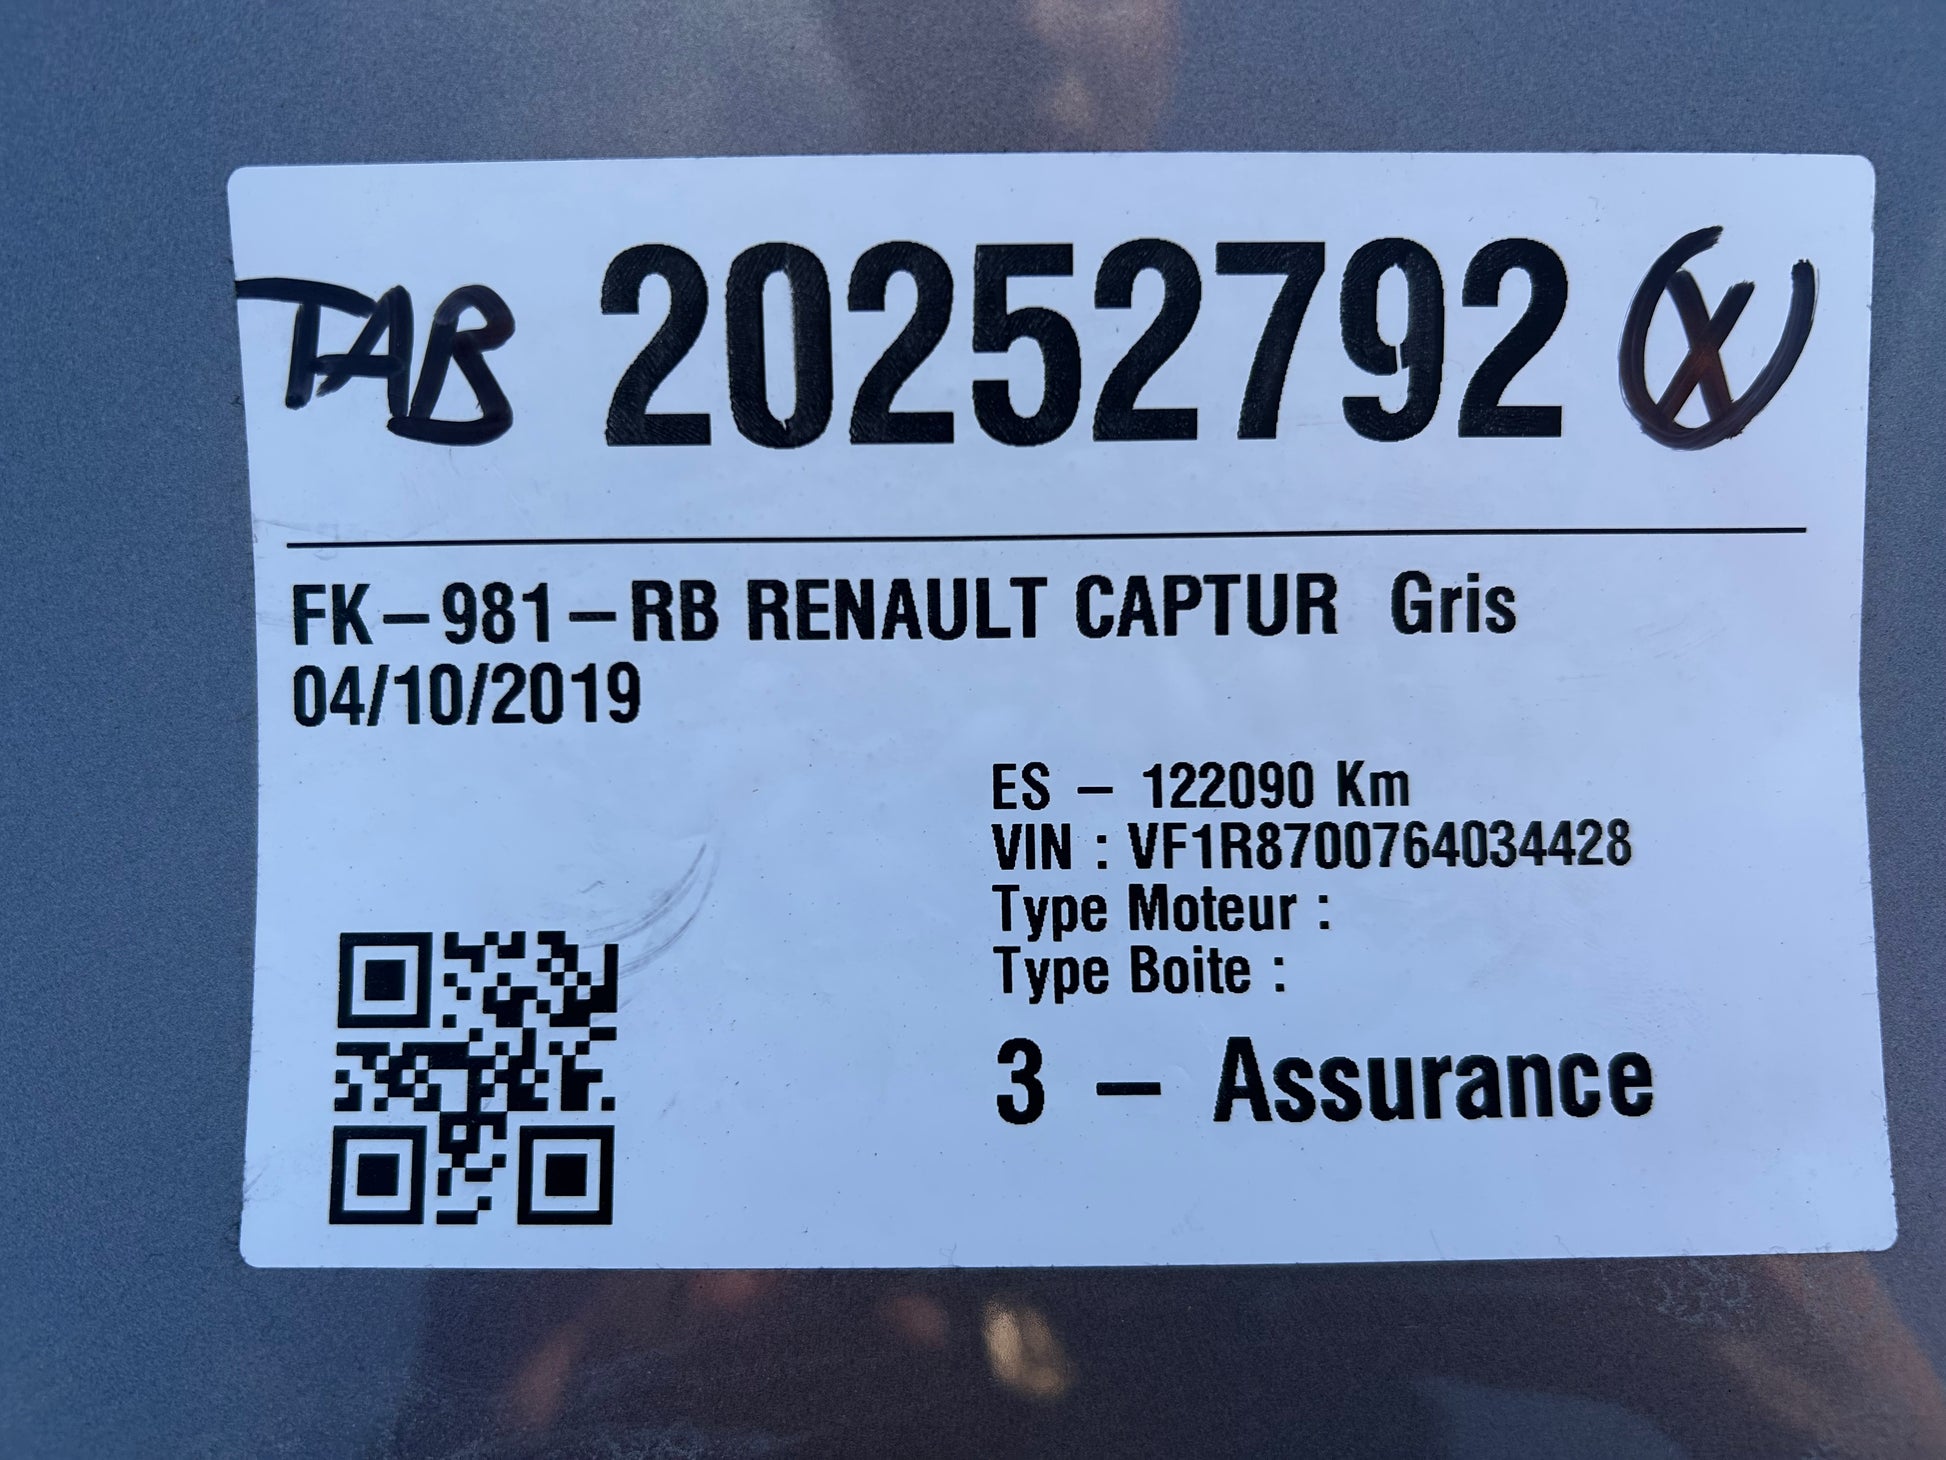 TAB 20252792 X
FK-981-RB RENAULT CAPTUR Gris
04/10/2019
ES - 122090 Km
VIN : VF1R8700764034428
Type Moteur :
Type Boite :
3 - Assurance